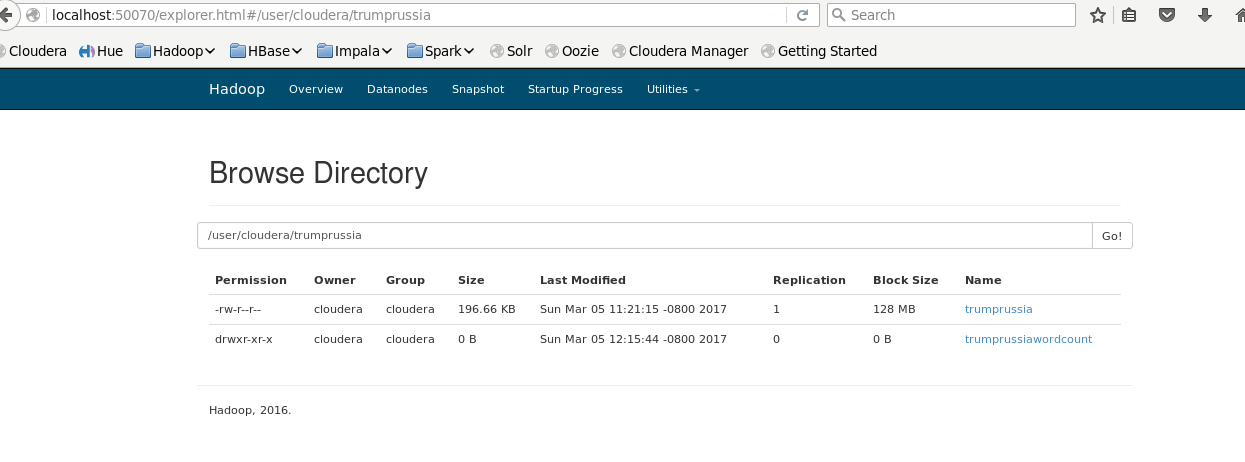 localhost:50070/explorer.html#/user/cloudera/trumprussia Search
Cloudera Hue Hadoop HBase Impala Spark Solr Oozie Cloudera Manager Getting Started
Hadoop Overview Datanodes Snapshot Startup Progress Utilities
Browse Directory
/user/cloudera/trumprussia Go!
Permission Owner Group Size Last Modified Replication Block Size Name
-rw-r--r-- cloudera cloudera 196.66 KB Sun Mar 05 11:21:15 -0800 2017 1 128 MB trumprussia
drwxr-xr-x cloudera cloudera 0 B Sun Mar 05 12:15:44 -0800 2017 0 0 B trumprussiawordcount
Hadoop, 2016.